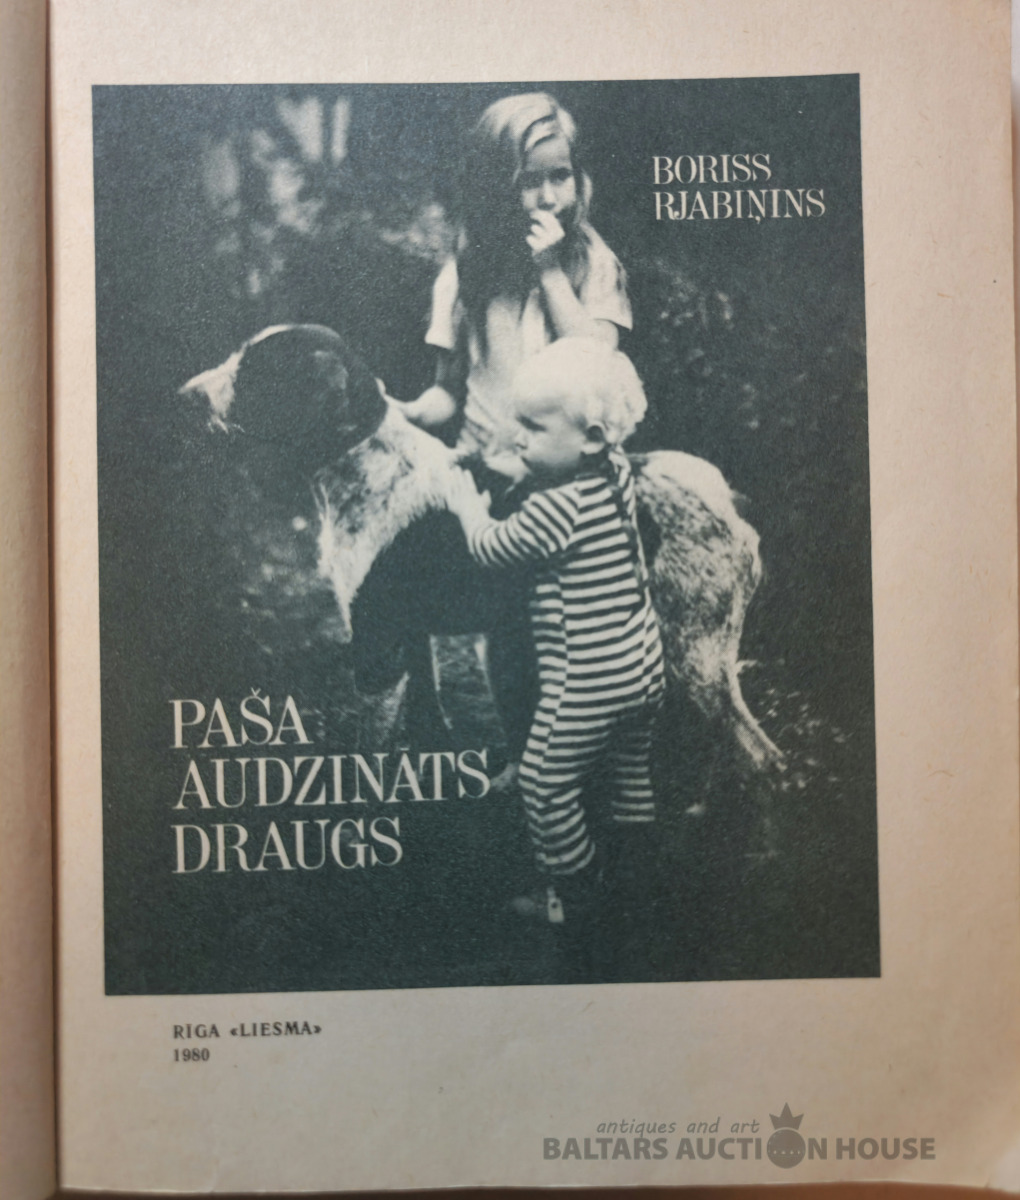 BORISS
RJABIŅINS
PAŠA
AUDZINĀTS
DRAUGS
RĪGA «LIESMA»
1980
antiques and art
BALTARS AUCTION HOUSE